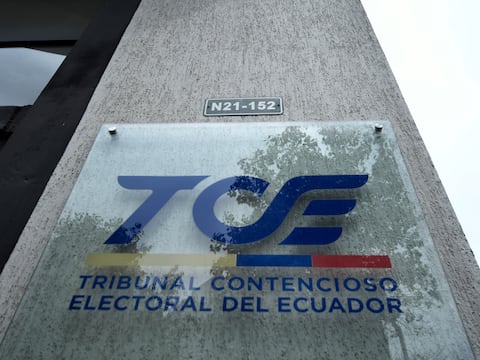 N21-152
TCE
TRIBUNAL CONTENCIOSO
ELECTORAL DEL ECUADOR